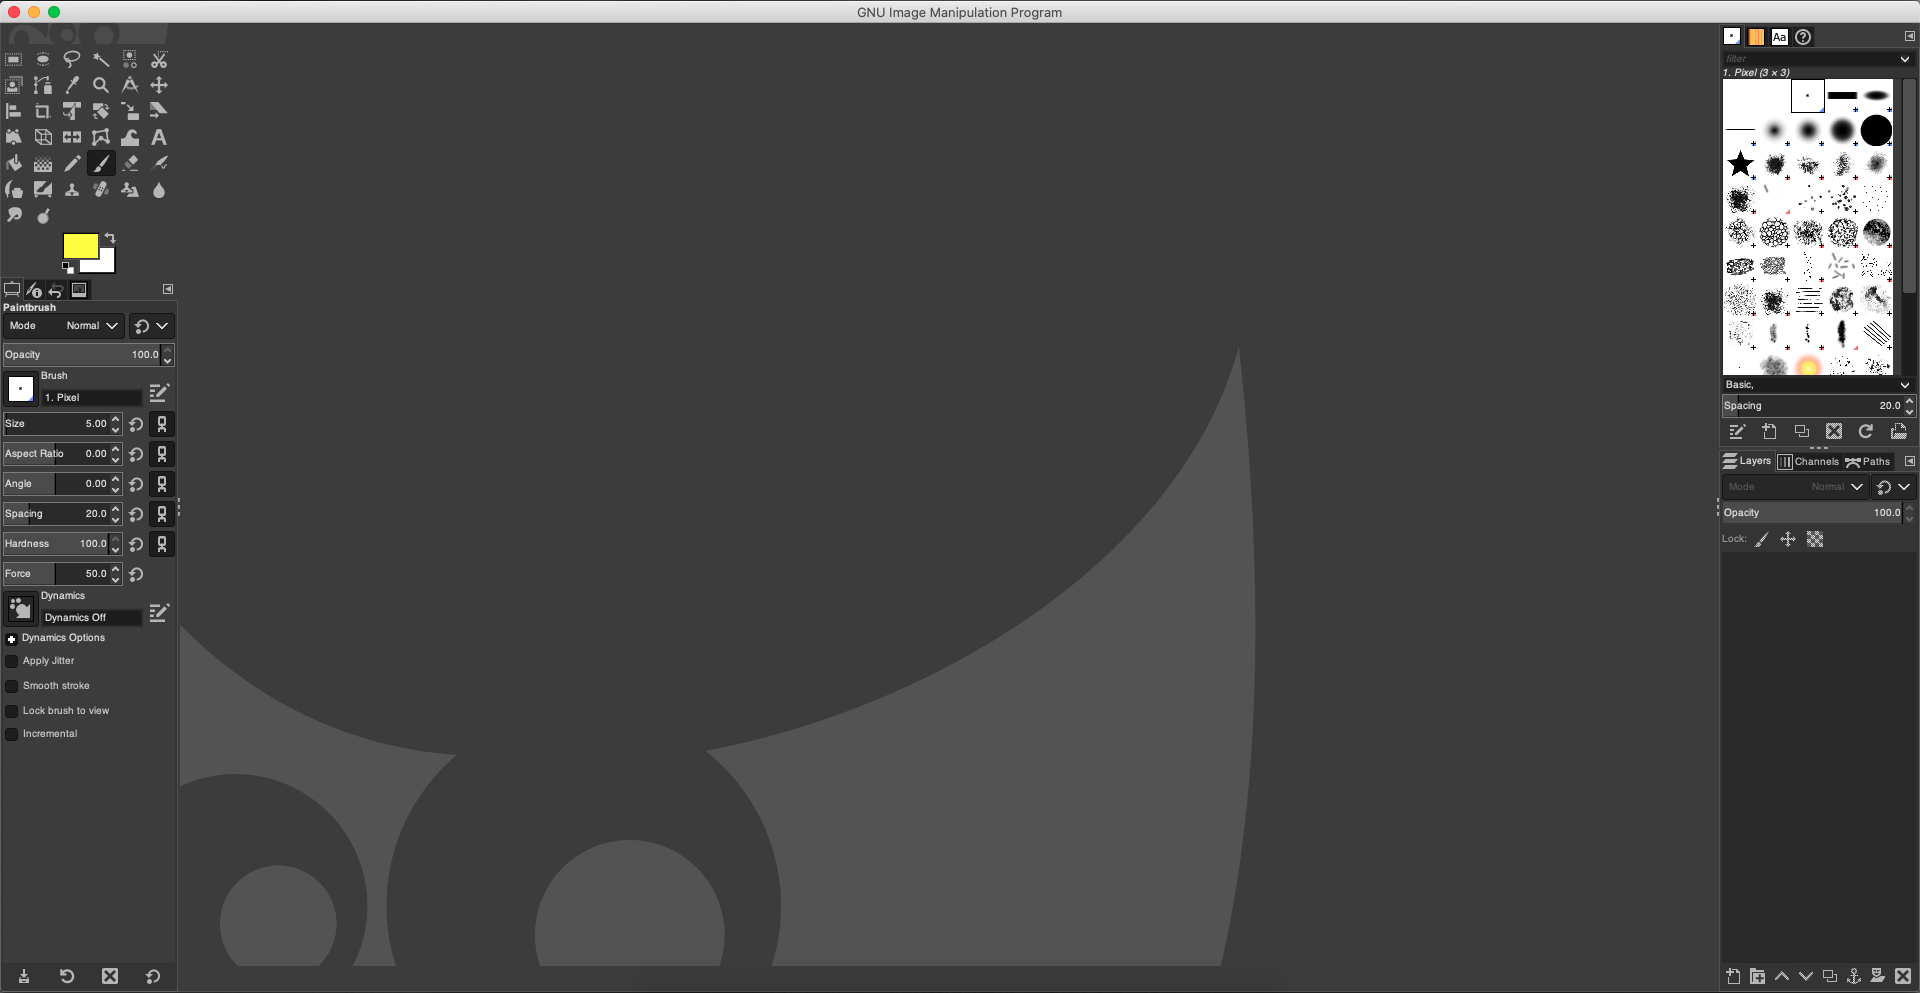 GNU Image Manipulation Program
Aa
filter
1. Pixel (3 × 3)
Paintbrush
Mode Normal
Opacity 100.0
Brush
1. Pixel
Size 5.00
Aspect Ratio 0.00
Angle 0.00
Spacing 20.0
Hardness 100.0
Force 50.0
Dynamics
Dynamics Off
Dynamics Options
Apply Jitter
Smooth stroke
Lock brush to view
Incremental
Basic,
Spacing 20.0
Layers Channels Paths
Mode Normal
Opacity 100.0
Lock: